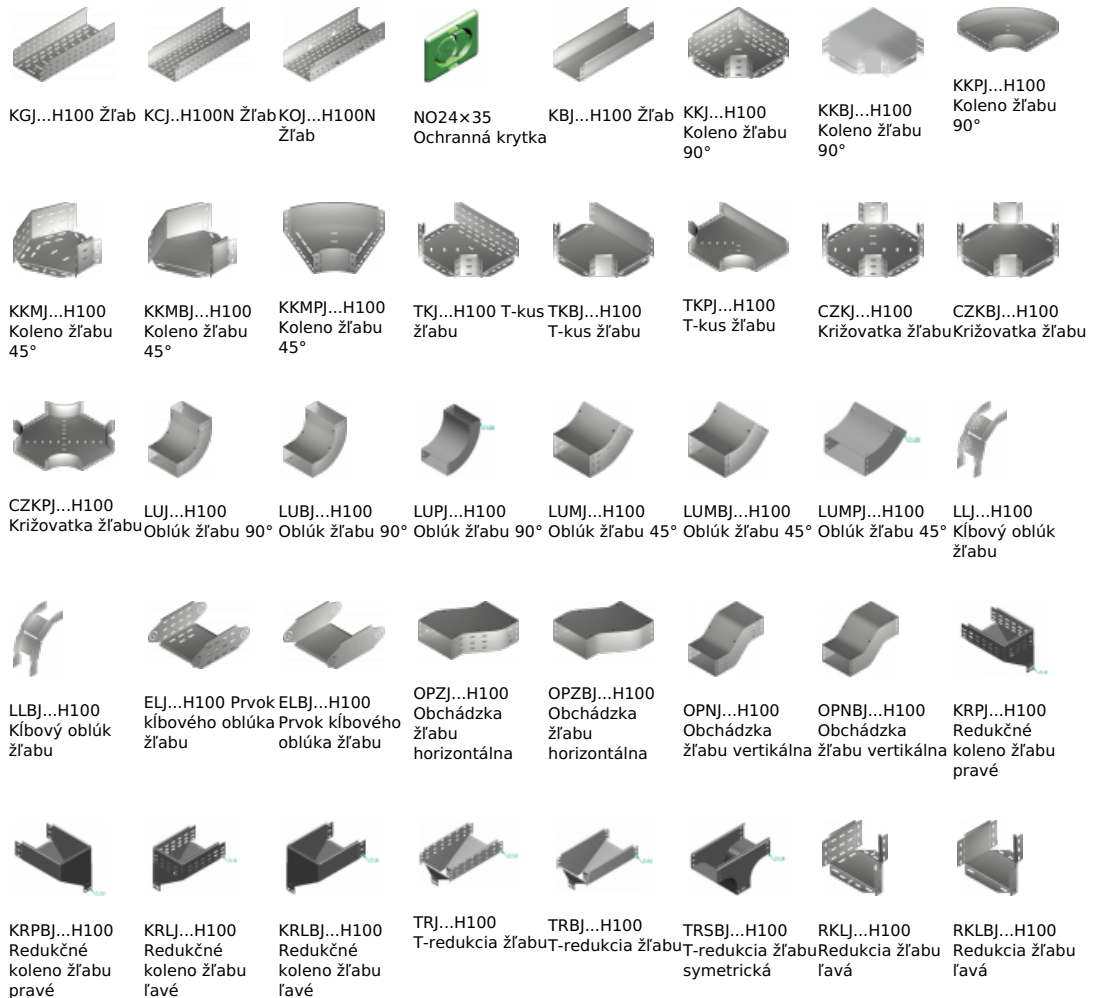 KGJ...H100 Žľab
KCJ..H100N Žľab
KOJ...H100N
Žľab
NO24×35
Ochranná krytka
KBJ...H100 Žľab
KKJ...H100
Koleno žľabu
90°
KKBJ...H100
Koleno žľabu
90°
KKPJ...H100
Koleno žľabu
90°
KKMJ...H100
Koleno žľabu
45°
KKMBJ...H100
Koleno žľabu
45°
KKMPJ...H100
Koleno žľabu
45°
TKJ...H100 T-kus
žľabu
TKBJ...H100
T-kus žľabu
TKPJ...H100
T-kus žľabu
CZKJ...H100
Križovatka žľabu
CZKBJ...H100
Križovatka žľabu
CZKPJ...H100
Križovatka žľabu
LUJ...H100
Oblúk žľabu 90°
LUBJ...H100
Oblúk žľabu 90°
LUPJ...H100
Oblúk žľabu 90°
LUMJ...H100
Oblúk žľabu 45°
LUMBJ...H100
Oblúk žľabu 45°
LUMPJ...H100
Oblúk žľabu 45°
LLJ...H100
Kĺbový oblúk
žľabu
LLBJ...H100
Kĺbový oblúk
žľabu
ELJ...H100 Prvok
kĺbového oblúka
žľabu
ELBJ...H100
Prvok kĺbového
oblúka žľabu
OPZJ...H100
Obchádzka
žľabu
horizontálna
OPZBJ...H100
Obchádzka
žľabu
horizontálna
OPNJ...H100
Obchádzka
žľabu vertikálna
OPNBJ...H100
Obchádzka
žľabu vertikálna
KRPJ...H100
Redukčné
koleno žľabu
pravé
KRPBJ...H100
Redukčné
koleno žľabu
pravé
KRLJ...H100
Redukčné
koleno žľabu
ľavé
KRLBJ...H100
Redukčné
koleno žľabu
ľavé
TRJ...H100
T-redukcia žľabu
TRBJ...H100
T-redukcia žľabu
TRSBJ...H100
T-redukcia žľabu
symetrická
RKLJ...H100
Redukcia žľabu
ľavá
RKLBJ...H100
Redukcia žľabu
ľavá